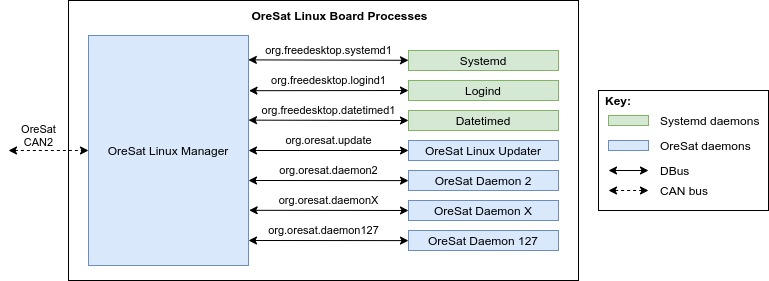 OreSat Linux Board Processes
OreSat
CAN2
OreSat Linux Manager
org.freedesktop.systemd1
Systemd
org.freedesktop.logind1
Logind
org.freedesktop.datetimed1
Datetimed
org.oresat.update
OreSat Linux Updater
org.oresat.daemon2
OreSat Daemon 2
org.oresat.daemonX
OreSat Daemon X
org.oresat.daemon127
OreSat Daemon 127
Key:
Systemd daemons
OreSat daemons
DBus
CAN bus